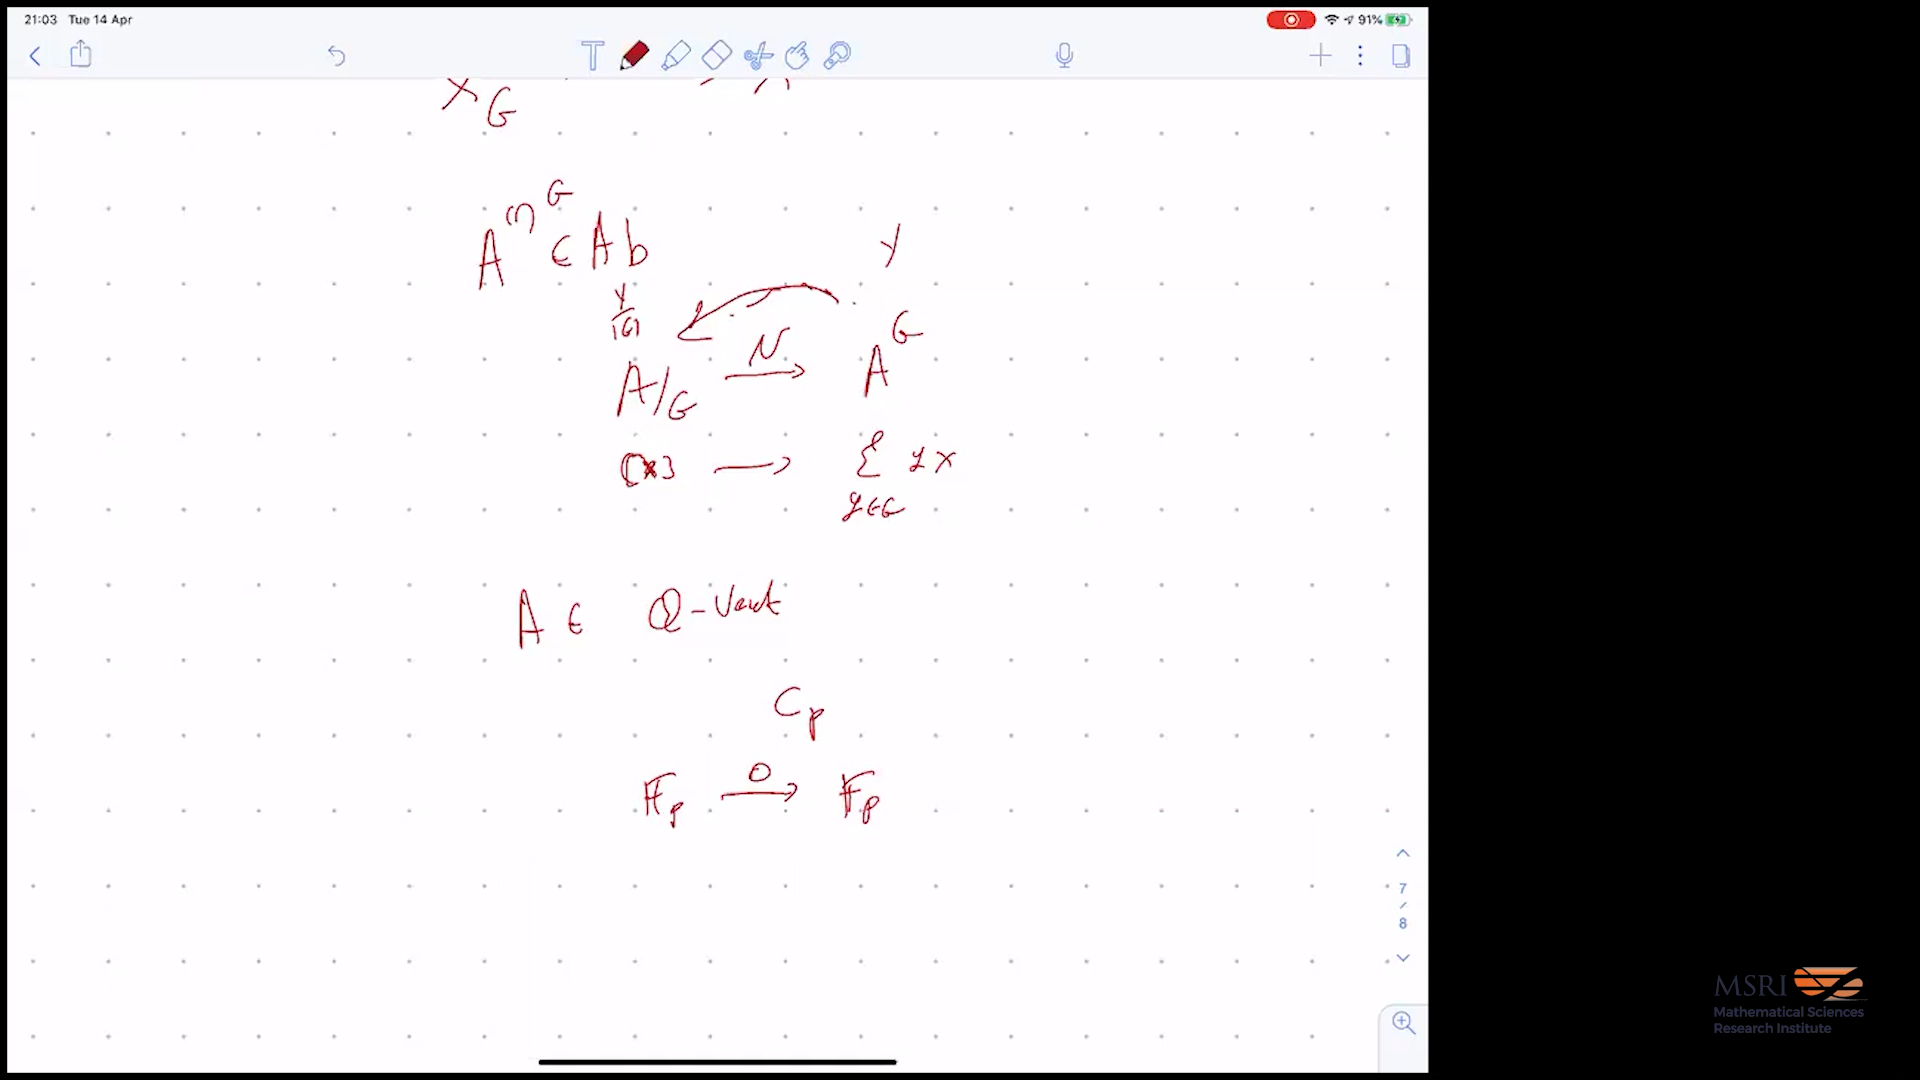 21:03 Tue 14 Apr 91%
X_G
A^G ∈ Ab
y
y/|G|
A/G N→ A^G
[x] → Σ gx
g∈G
A ∈ Q-Vect
C_p
F_p 0→ F_p
7
/
8
MSRI
Mathematical Sciences
Research Institute